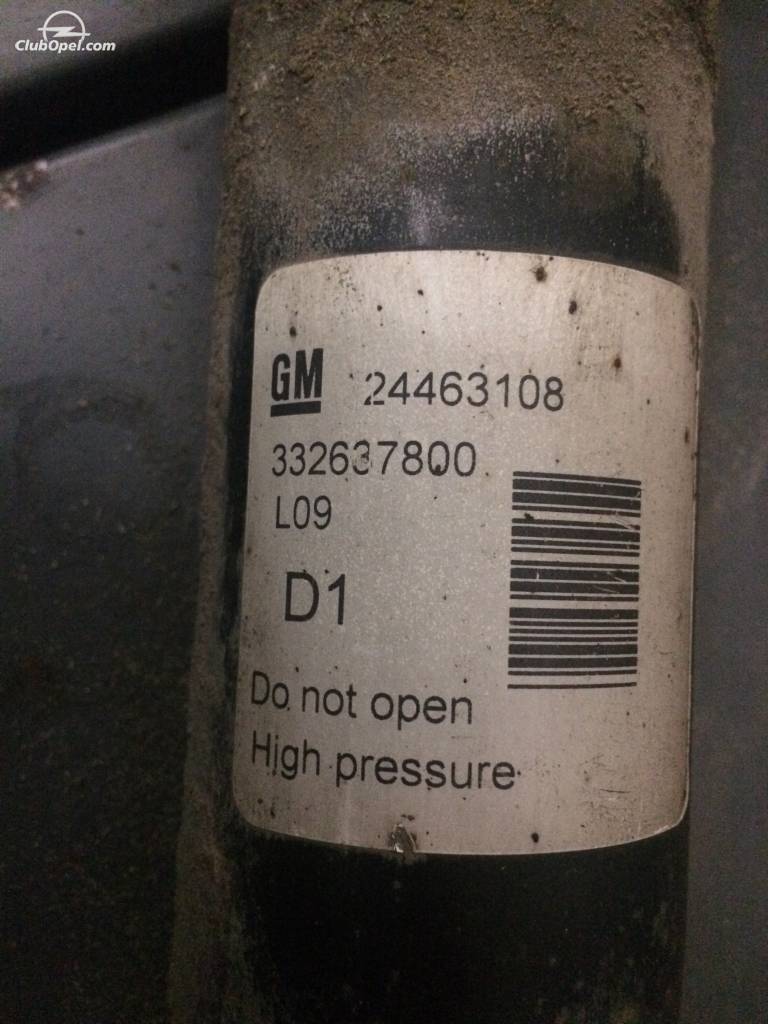 ClubOpel.com
GM 24463108
332637800
L09
D1
Do not open
High pressure